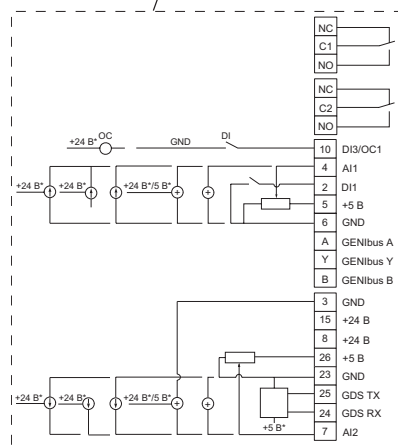 NC
C1
NO
NC
C2
NO
+24 В* OC GND DI 10 DI3/OC1
4 AI1
+24 В* +24 В* +24 В*/5 В* 2 DI1
5 +5 В
6 GND
A GENIbus A
Y GENIbus Y
B GENIbus B
3 GND
15 +24 В
8 +24 В
26 +5 В
23 GND
+24 В* +24 В* +24 В*/5 В* 25 GDS TX
24 GDS RX
+5 В* 7 AI2